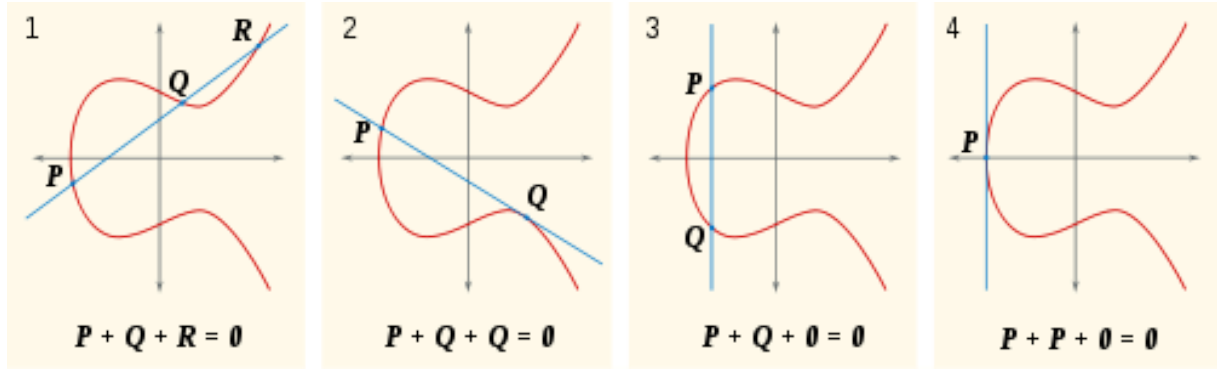 1
R
Q
P
P + Q + R = 0
2
P
Q
P + Q + Q = 0
3
P
Q
P + Q + 0 = 0
4
P
P + P + 0 = 0